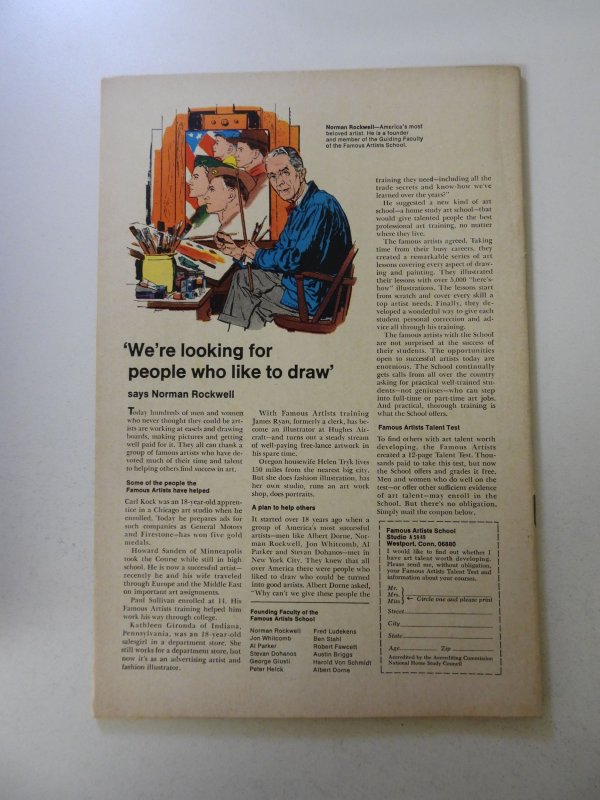 Norman Rockwell—America's most
beloved artist. He is a founder
and member of the Guiding Faculty
of the Famous Artists School.
'We're looking for
people who like to draw'
says Norman Rockwell
Today hundreds of men and women
who never thought they could be art-
ists are working at easels and drawing
boards, making pictures and getting
well paid for it. They all can thank a
group of famous artists who have de-
voted much of their time and talent
to helping others find success in art.
Some of the people the
Famous Artists have helped
Carl Kock was an 18-year-old appren-
tice in a Chicago art studio when he
enrolled. Today he prepares ads for
such companies as General Motors
and Firestone—has won five gold
medals.
Howard Sanden of Minneapolis
took the Course while still in high
school. He is now a successful artist—
recently he and his wife traveled
through Europe and the Middle East
on important art assignments.
Paul Sullivan enrolled at 14. His
Famous Artists training helped him
work his way through college.
Kathleen Gironda of Indiana,
Pennsylvania, was an 18-year-old
salesgirl in a department store. She
still works for a department store, but
now it's as an advertising artist and
fashion illustrator.
With Famous Artists training
James Ryan, formerly a clerk, has be-
come an illustrator at Hughes Air-
craft—and turns out a steady stream
of well-paying free-lance artwork in
his spare time.
Oregon housewife Helen Tryk lives
150 miles from the nearest big city.
But she does fashion illustration, has
her own studio, runs an art work
shop, does portraits.
A plan to help others
It started over 18 years ago when a
group of America's most successful
artists—men like Albert Dorne, Nor-
man Rockwell, Jon Whitcomb, Al
Parker and Stevan Dohanos—met in
New York City. They knew that all
over America there were people who
liked to draw who could be turned
into good artists. Albert Dorne asked,
"Why can't we give these people the
Founding Faculty of the
Famous Artists School
Norman Rockwell
Jon Whitcomb
Al Parker
Stevan Dohanos
George Giusti
Peter Helck
Fred Ludekens
Ben Stahl
Robert Fawcett
Austin Briggs
Harold Von Schmidt
Albert Dorne
training they need—including all the
trade secrets and know-how we've
learned over the years?"
He suggested a new kind of art
school—a home study art school—that
would give talented people the best
professional art training, no matter
where they live.
The famous artists agreed. Taking
time from their busy careers, they
created a remarkable series of art
lessons covering every aspect of draw-
ing and painting. They illustrated
their lessons with over 5,000 "here's-
how" illustrations. The lessons start
from scratch and cover every skill a
top artist needs. Finally, they de-
veloped a wonderful way to give each
student personal correction and ad-
vice all through his training.
The famous artists with the School
are not surprised at the success of
their students. The opportunities
open to successful artists today are
enormous. The School continually
gets calls from all over the country
asking for practical well-trained stu-
dents—not geniuses—who can step
into full-time or part-time art jobs.
And practical, thorough training is
what the School offers.
Famous Artists Talent Test
To find others with art talent worth
developing, the Famous Artists
created a 12-page Talent Test. Thou-
sands paid to take this test, but now
the School offers and grades it free.
Men and women who do well on the
test—or offer other sufficient evidence
of art talent—may enroll in the
School. But there's no obligation.
Simply mail the coupon below.
Famous Artists School
Studio
Westport, Conn. 06880
I would like to find out whether I
have art talent worth developing.
Please send me, without obligation,
your Famous Artists Talent Test and
information about your courses.
Mr.
Mrs.
Miss
← Circle one and please print
Street
City
State
Age Zip
Accredited by the Accrediting Commission
National Home Study Council